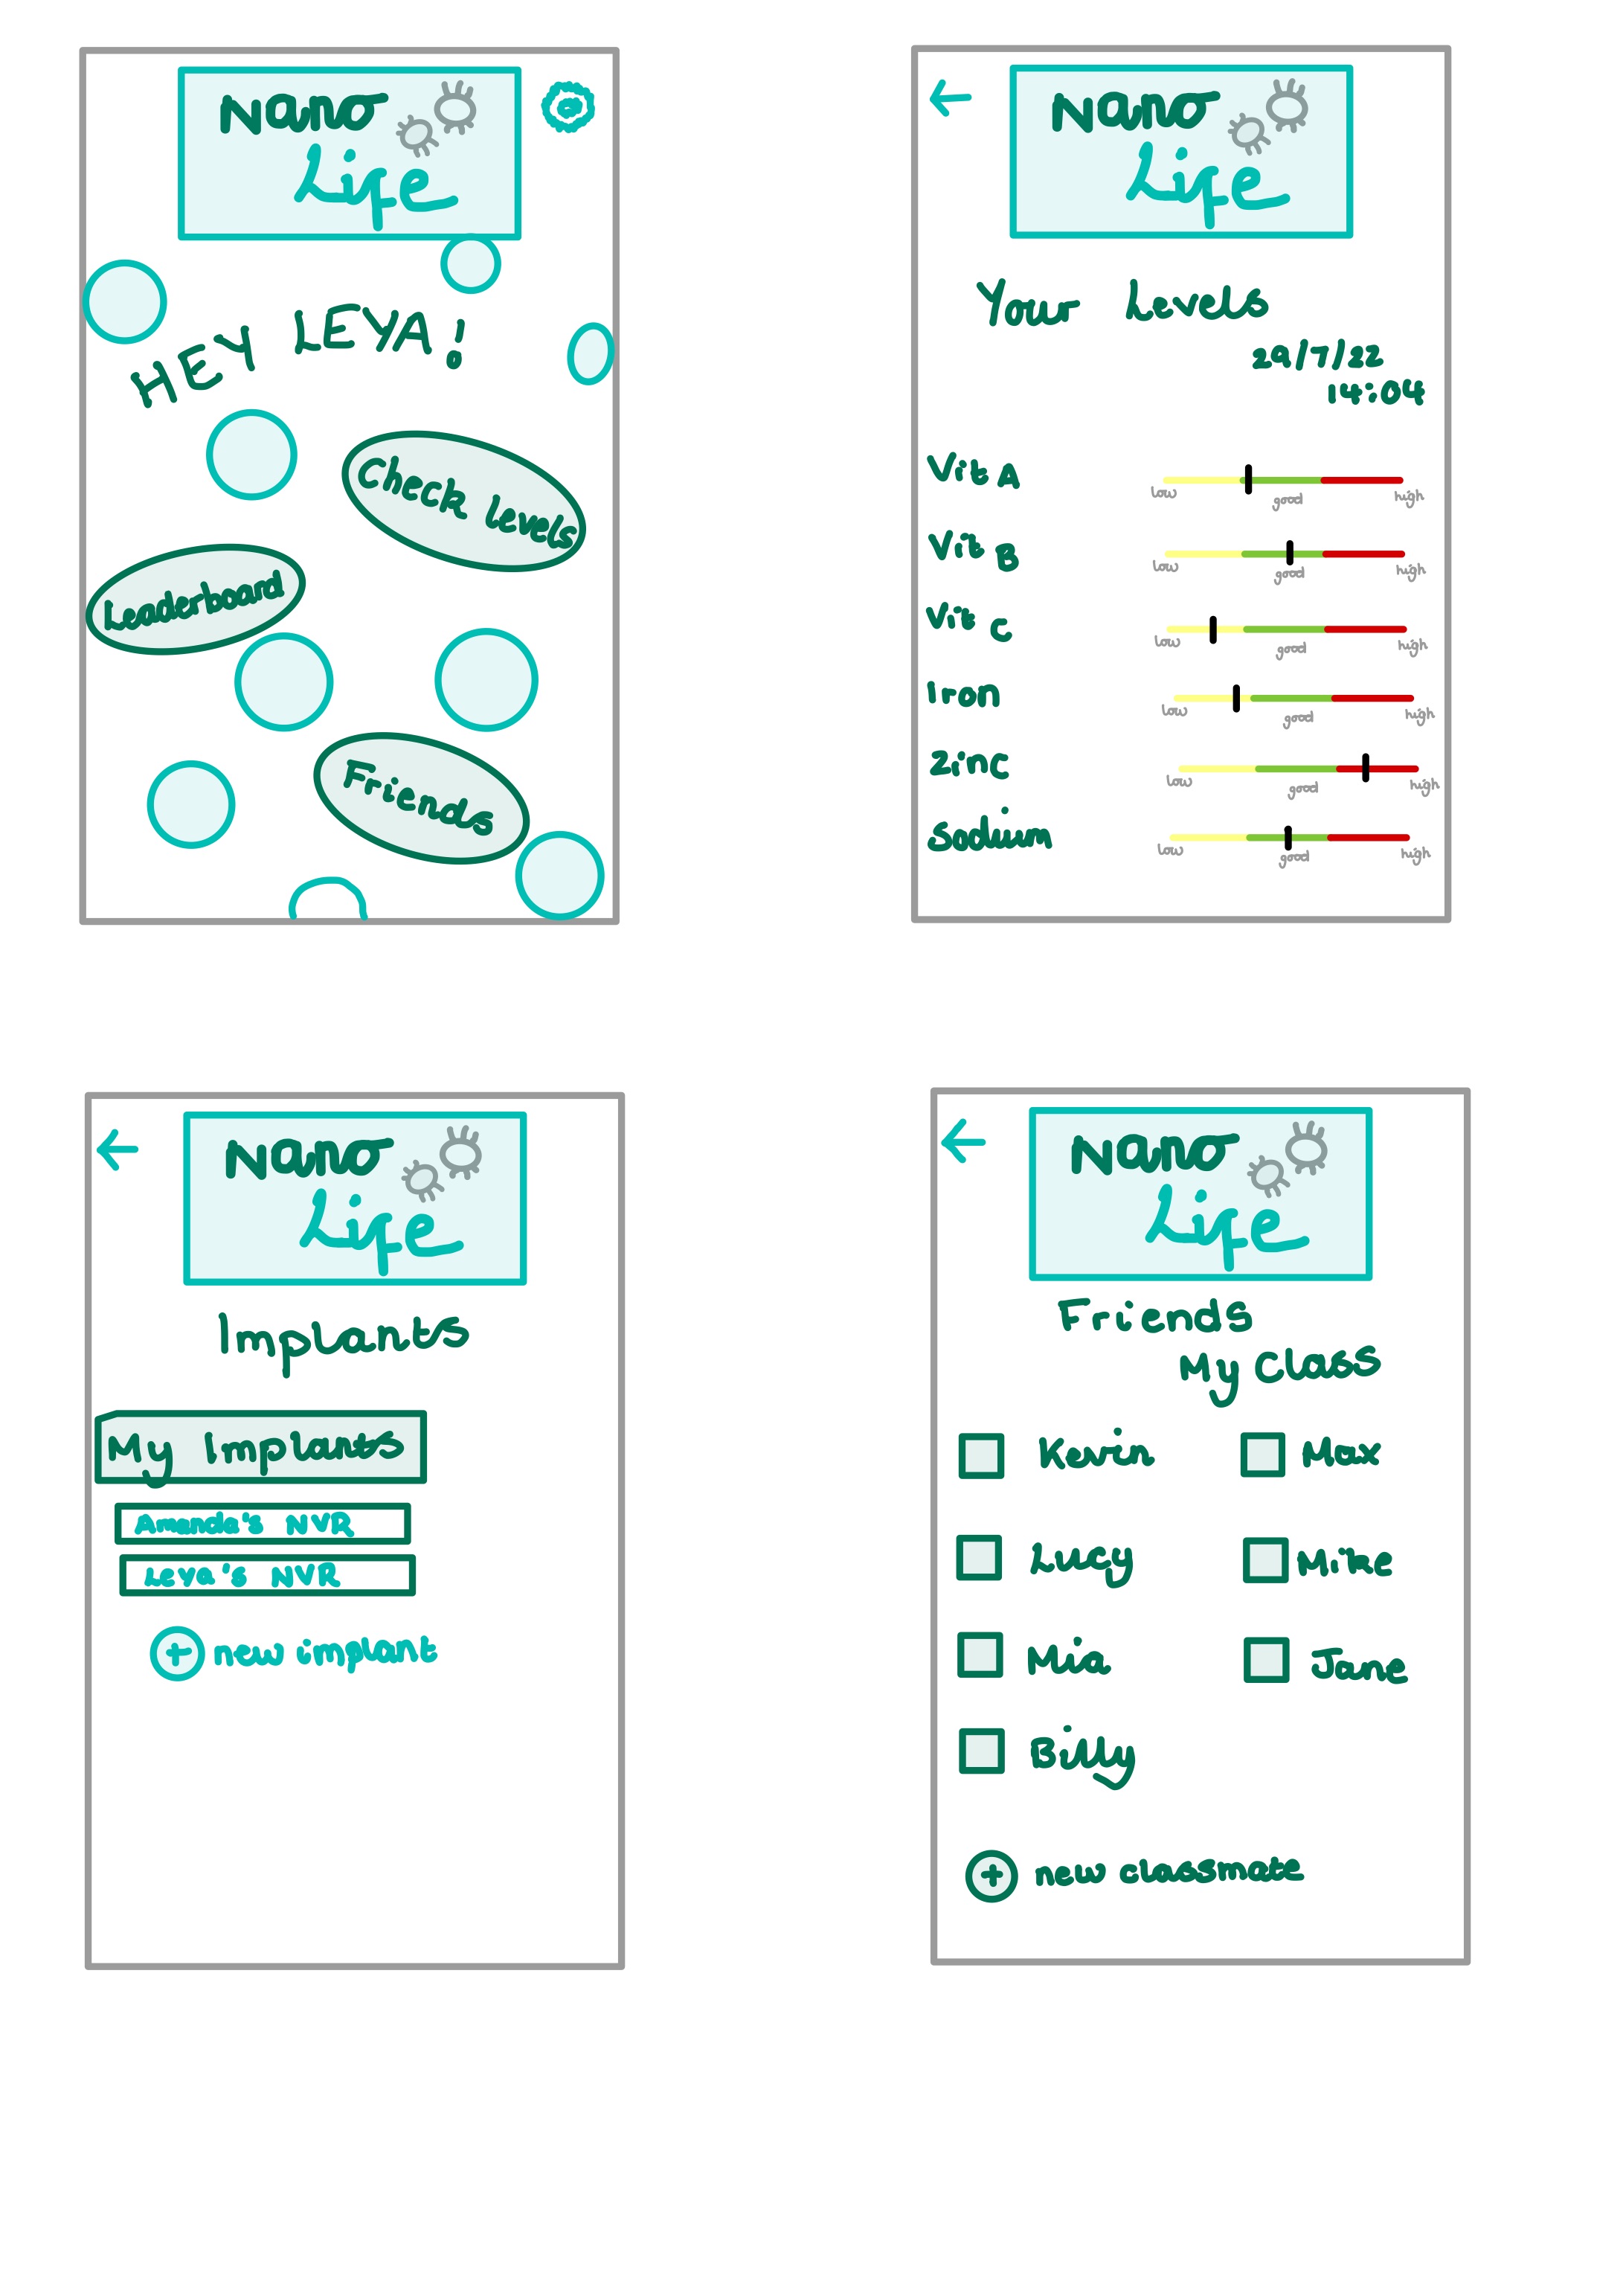 Nano
Life
HEY LEYA!
Check Levels
Leaderboard
Friends
Nano
Life
Your Levels
29/7/22
14:04
Vit A
low good high
Vit B
low good high
Vit C
low good high
Iron
low good high
Zinc
low good high
Sodium
low good high
Nano
Life
Implants
My Implants
Amanda's NVR
Leya's NVR
+ new implant
Nano
Life
Friends
My Class
Kevin Max
Lucy Mike
Mia Jane
Billy
+ new classmate